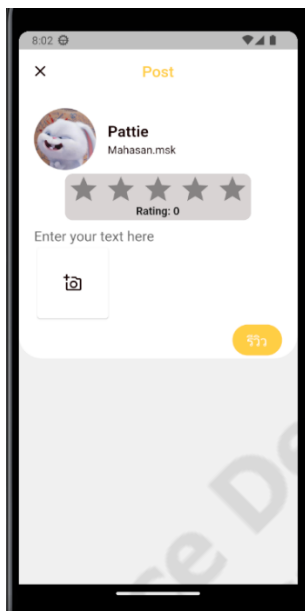 8:02
Post
Pattie
Mahasan.msk
Rating: 0
Enter your text here
รีวิว